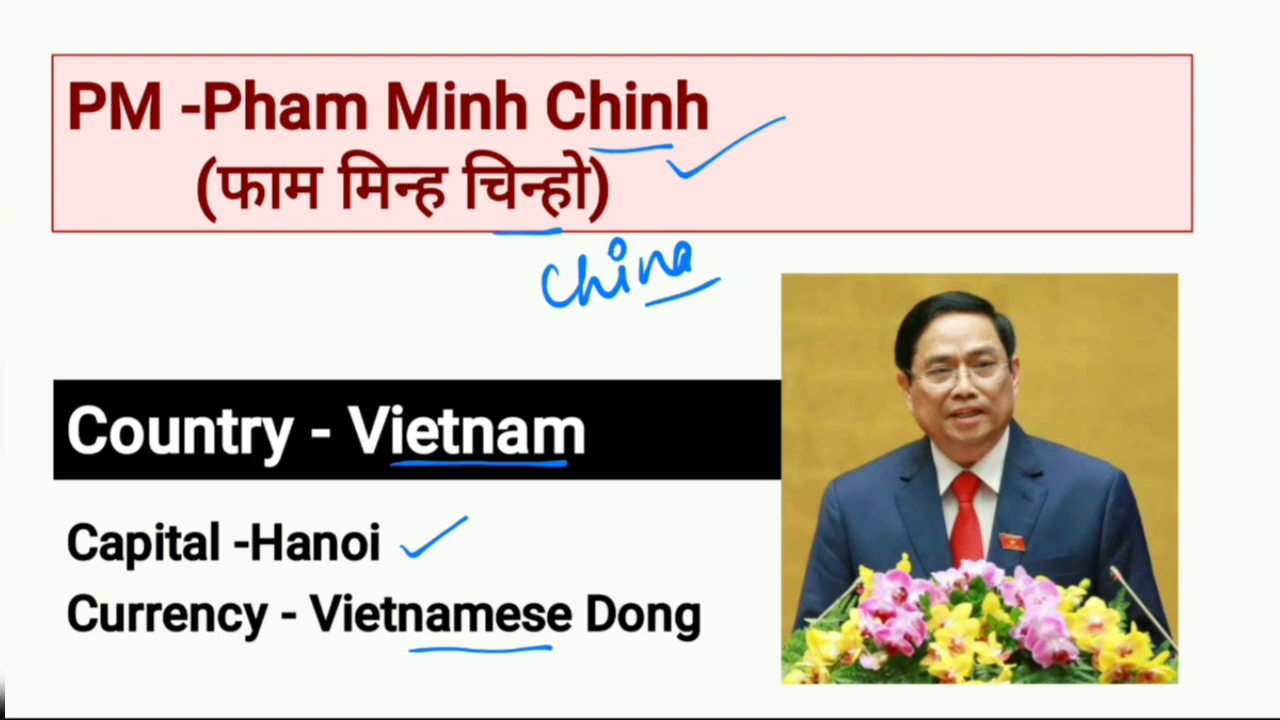 PM -Pham Minh Chinh
(फाम मिन्ह चिन्हो)
China
Country - Vietnam
Capital -Hanoi
Currency - Vietnamese Dong